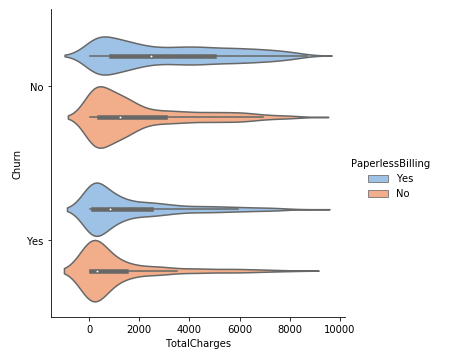 No
Churn
Yes
PaperlessBilling
Yes
No
0 2000 4000 6000 8000 10000
TotalCharges